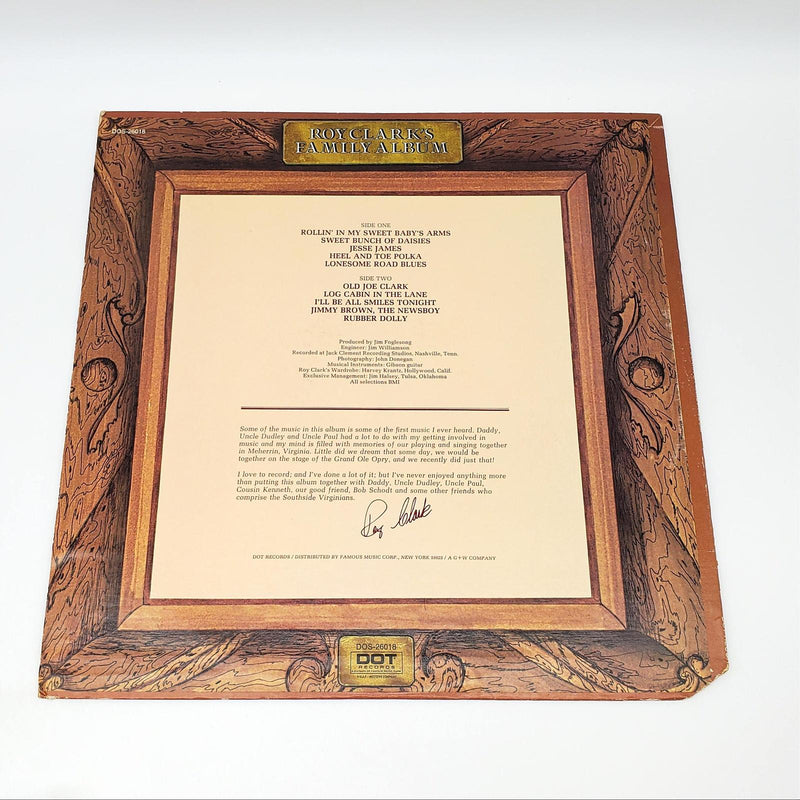 DOS-26018
ROY CLARK'S
FAMILY ALBUM
SIDE ONE
ROLLIN' IN MY SWEET BABY'S ARMS
SWEET BUNCH OF DAISIES
JESSE JAMES
HEEL AND TOE POLKA
LONESOME ROAD BLUES
SIDE TWO
OLD JOE CLARK
LOG CABIN IN THE LANE
I'LL BE ALL SMILES TONIGHT
JIMMY BROWN, THE NEWSBOY
RUBBER DOLLY
Produced by Jim Foglesong
Engineer: Jim Williamson
Recorded at Jack Clement Recording Studios, Nashville, Tenn.
Photography: John Donegan
Musical Instruments: Gibson guitar
Roy Clark's Wardrobe: Harvey Krantz, Hollywood, Calif.
Exclusive Management: Jim Halsey, Tulsa, Oklahoma
All selections BMI
Some of the music in this album is some of the first music I ever heard. Daddy,
Uncle Dudley and Uncle Paul had a lot to do with my getting involved in
music and my mind is filled with memories of our playing and singing together
in Meherrin, Virginia. Little did we dream that some day, we would be
together on the stage of the Grand Ole Opry, and we recently did just that!
I love to record; and I've done a lot of it; but I've never enjoyed anything more
than putting this album together with Daddy, Uncle Dudley, Uncle Paul,
Cousin Kenneth, our good friend, Bob Schodt and some other friends who
comprise the Southside Virginians.
Roy Clark
DOT RECORDS / DISTRIBUTED BY FAMOUS MUSIC CORP., NEW YORK 10023 / A G+W COMPANY
DOS-26018
DOT
RECORDS